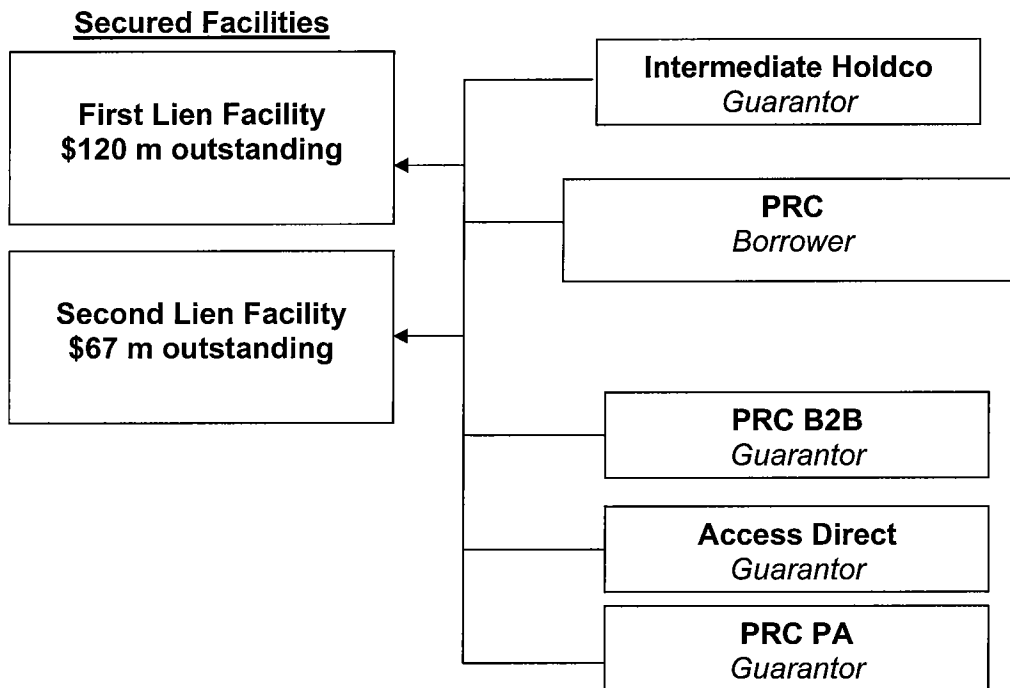 Secured Facilities
First Lien Facility
$120 m outstanding
Second Lien Facility
$67 m outstanding
Intermediate Holdco
Guarantor
PRC
Borrower
PRC B2B
Guarantor
Access Direct
Guarantor
PRC PA
Guarantor